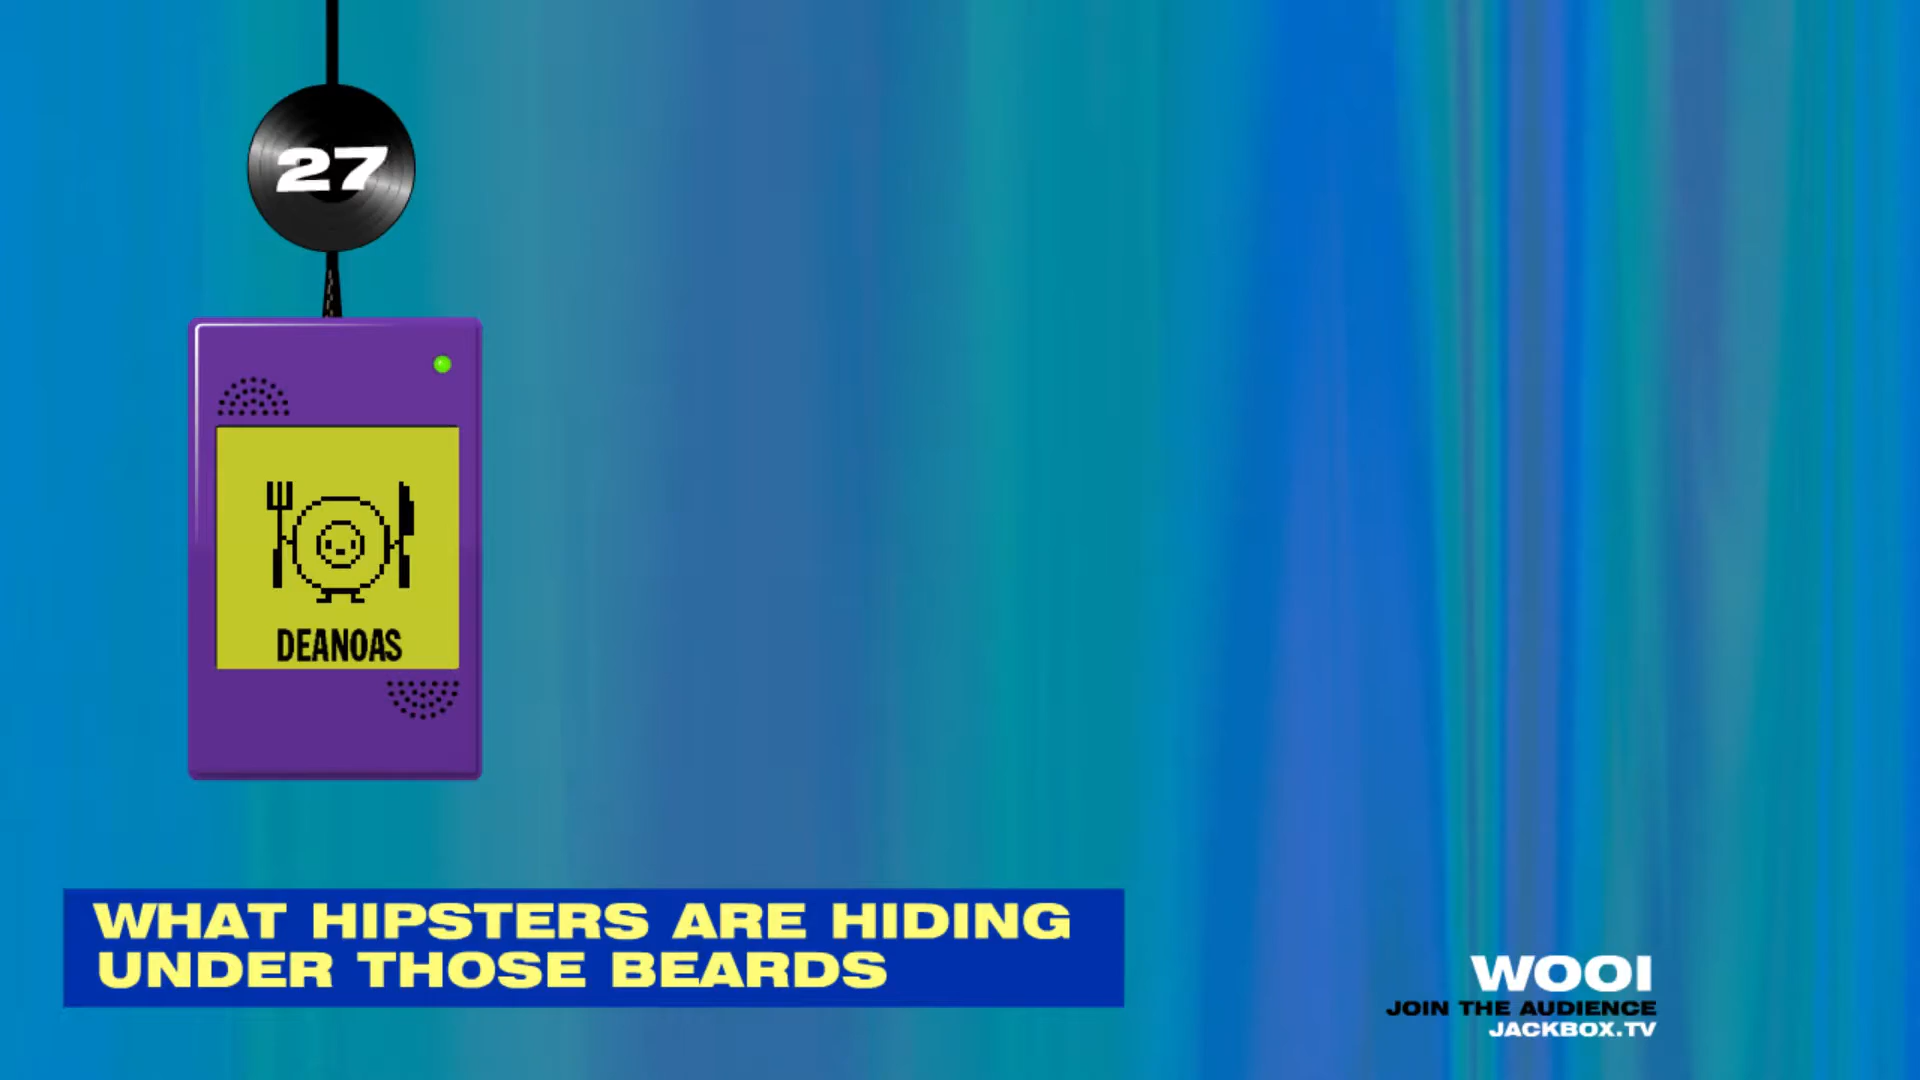 27
DEANOAS
WHAT HIPSTERS ARE HIDING
UNDER THOSE BEARDS
WOOI
JOIN THE AUDIENCE
JACKBOX.TV